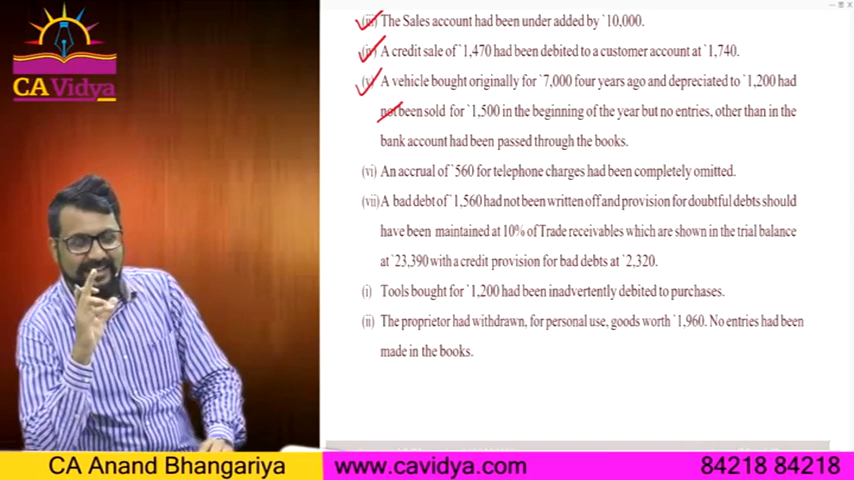 CA Vidya
(iii) The Sales account had been under added by `10,000.
(iv) A credit sale of `1,470 had been debited to a customer account at `1,740.
(v) A vehicle bought originally for `7,000 four years ago and depreciated to `1,200 had
not been sold for `1,500 in the beginning of the year but no entries, other than in the
bank account had been passed through the books.
(vi) An accrual of `560 for telephone charges had been completely omitted.
(vii) A bad debt of `1,560 had not been written off and provision for doubtful debts should
have been maintained at 10% of Trade receivables which are shown in the trial balance
at `23,390 with a credit provision for bad debts at `2,320.
(i) Tools bought for `1,200 had been inadvertently debited to purchases.
(ii) The proprietor had withdrawn, for personal use, goods worth `1,960. No entries had been
made in the books.
CA Anand Bhangariya www.cavidya.com 84218 84218